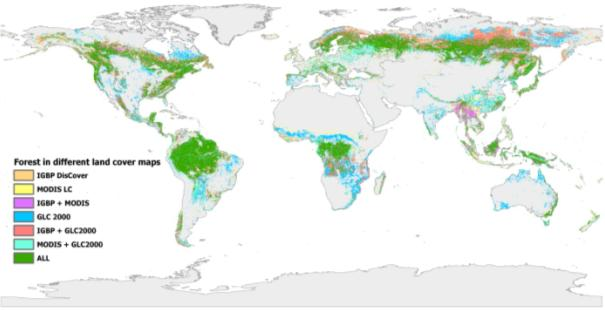 Forest in different land cover maps
IGBP DisCover
MODIS LC
IGBP + MODIS
GLC 2000
IGBP + GLC2000
MODIS + GLC2000
ALL